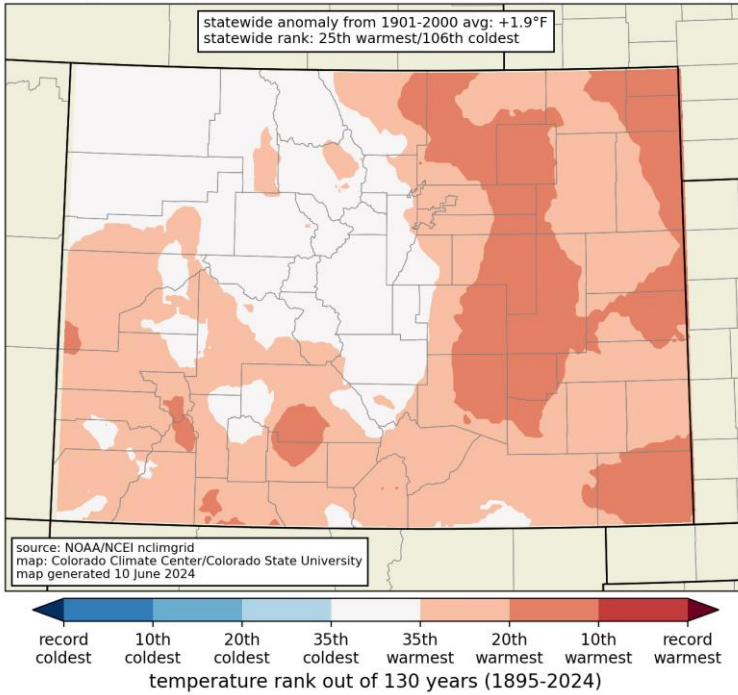 statewide anomaly from 1901-2000 avg: +1.9°F
statewide rank: 25th warmest/106th coldest
source: NOAA/NCEI nclimgrid
map: Colorado Climate Center/Colorado State University
map generated 10 June 2024
record coldest
10th coldest
20th coldest
35th coldest
35th warmest
20th warmest
10th warmest
record warmest
temperature rank out of 130 years (1895-2024)